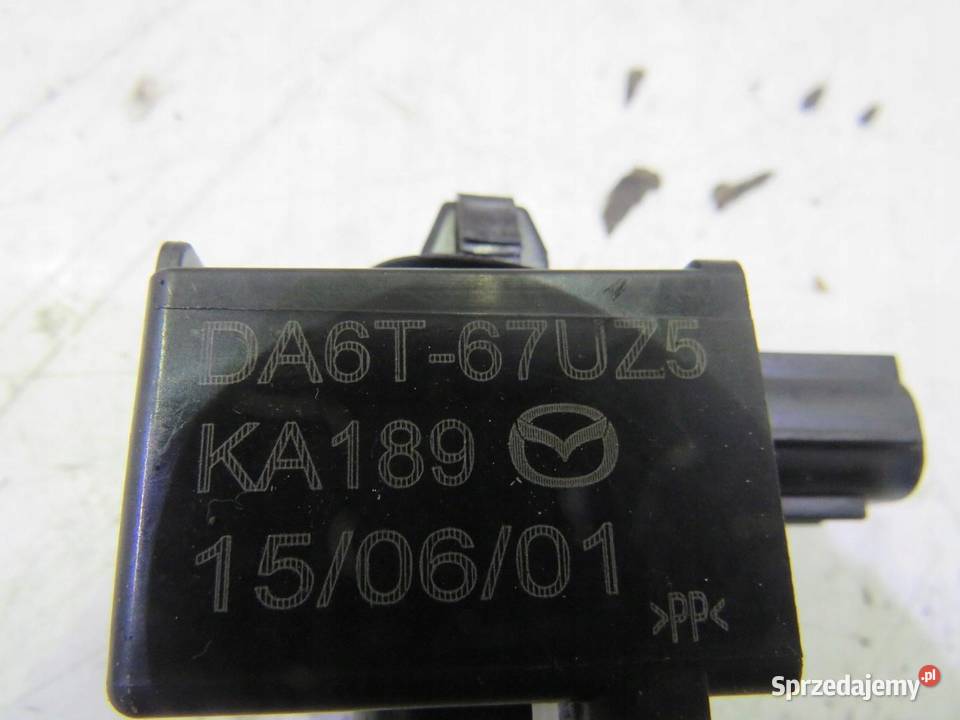 DA6T-67UZ5
KA189
15/06/01
>PP<
Sprzedajemy.pl